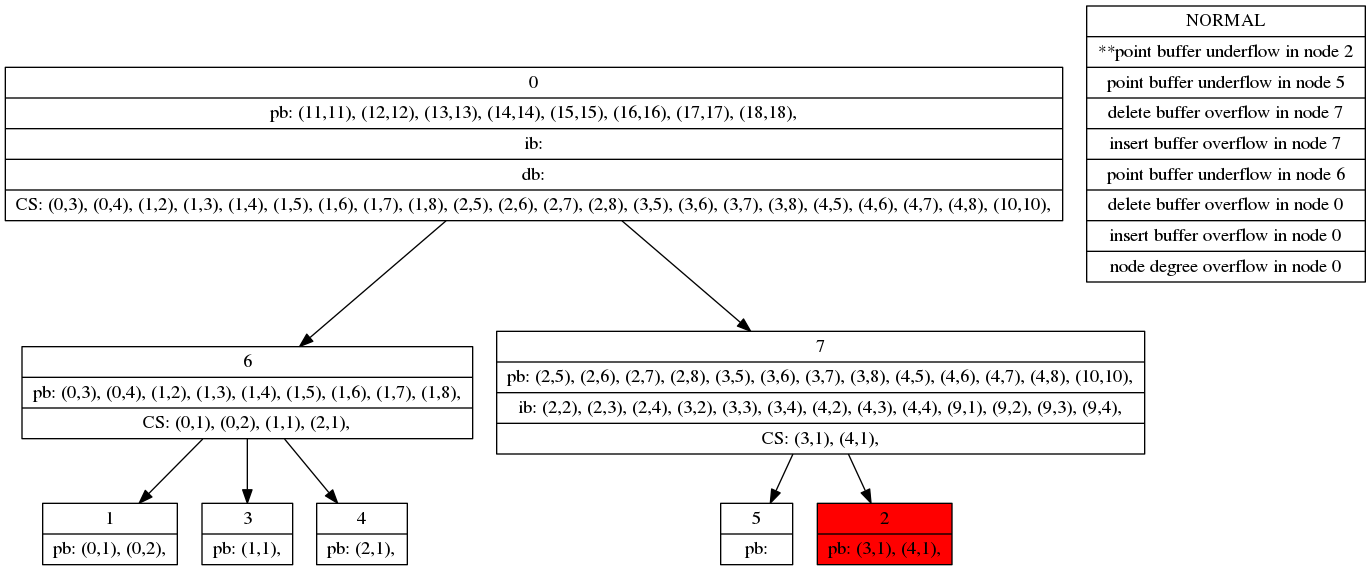 NORMAL
**point buffer underflow in node 2
point buffer underflow in node 5
delete buffer overflow in node 7
insert buffer overflow in node 7
point buffer underflow in node 6
delete buffer overflow in node 0
insert buffer overflow in node 0
node degree overflow in node 0
0
pb: (11,11), (12,12), (13,13), (14,14), (15,15), (16,16), (17,17), (18,18),
ib:
db:
CS: (0,3), (0,4), (1,2), (1,3), (1,4), (1,5), (1,6), (1,7), (1,8), (2,5), (2,6), (2,7), (2,8), (3,5), (3,6), (3,7), (3,8), (4,5), (4,6), (4,7), (4,8), (10,10),
6
pb: (0,3), (0,4), (1,2), (1,3), (1,4), (1,5), (1,6), (1,7), (1,8),
CS: (0,1), (0,2), (1,1), (2,1),
7
pb: (2,5), (2,6), (2,7), (2,8), (3,5), (3,6), (3,7), (3,8), (4,5), (4,6), (4,7), (4,8), (10,10),
ib: (2,2), (2,3), (2,4), (3,2), (3,3), (3,4), (4,2), (4,3), (4,4), (9,1), (9,2), (9,3), (9,4),
CS: (3,1), (4,1),
1
pb: (0,1), (0,2),
3
pb: (1,1),
4
pb: (2,1),
5
pb:
2
pb: (3,1), (4,1),